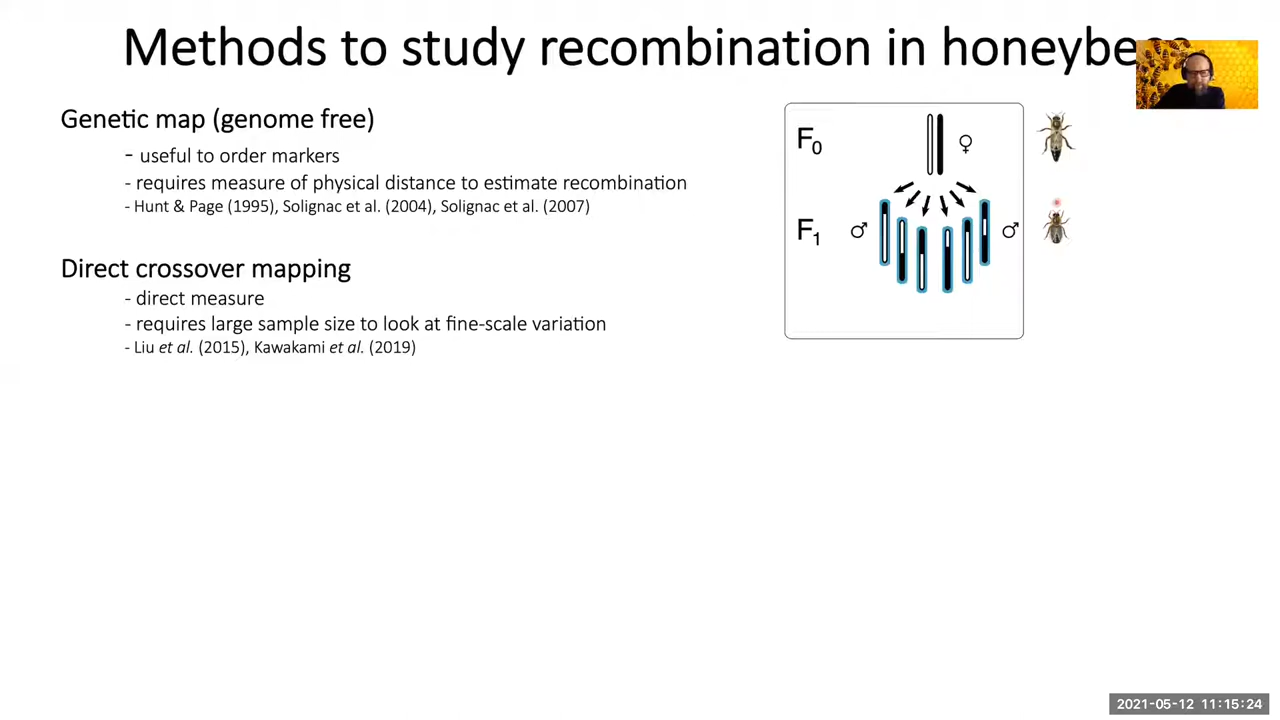 Methods to study recombination in honeybees
Genetic map (genome free)
- useful to order markers
- requires measure of physical distance to estimate recombination
- Hunt & Page (1995), Solignac et al. (2004), Solignac et al. (2007)
Direct crossover mapping
- direct measure
- requires large sample size to look at fine-scale variation
- Liu et al. (2015), Kawakami et al. (2019)
F0 ♀
F1 ♂ ♂
2021-05-12 11:15:24